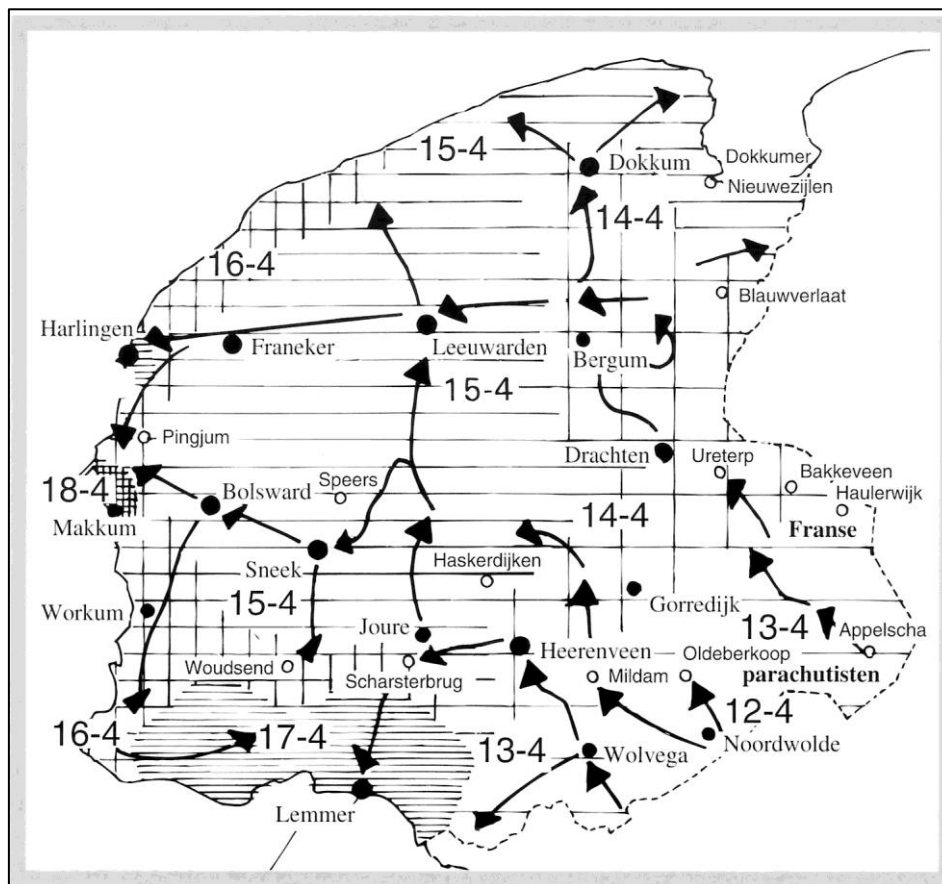 15-4
Dokkum
Dokkumer
Nieuwezijlen
14-4
16-4
Blauwverlaat
Harlingen
Franeker
Leeuwarden
Bergum
15-4
Pingjum
Drachten
Ureterp
Bakkeveen
18-4
Bolsward
Speers
Haulerwijk
Makkum
14-4
Franse
Sneek
Haskerdijken
15-4
Gorredijk
Workum
13-4
Joure
Appelscha
Heerenveen
Oldeberkoop
Woudsend
Scharsterbrug
Mildam
parachutisten
12-4
16-4
17-4
13-4
Wolvega
Noordwolde
Lemmer